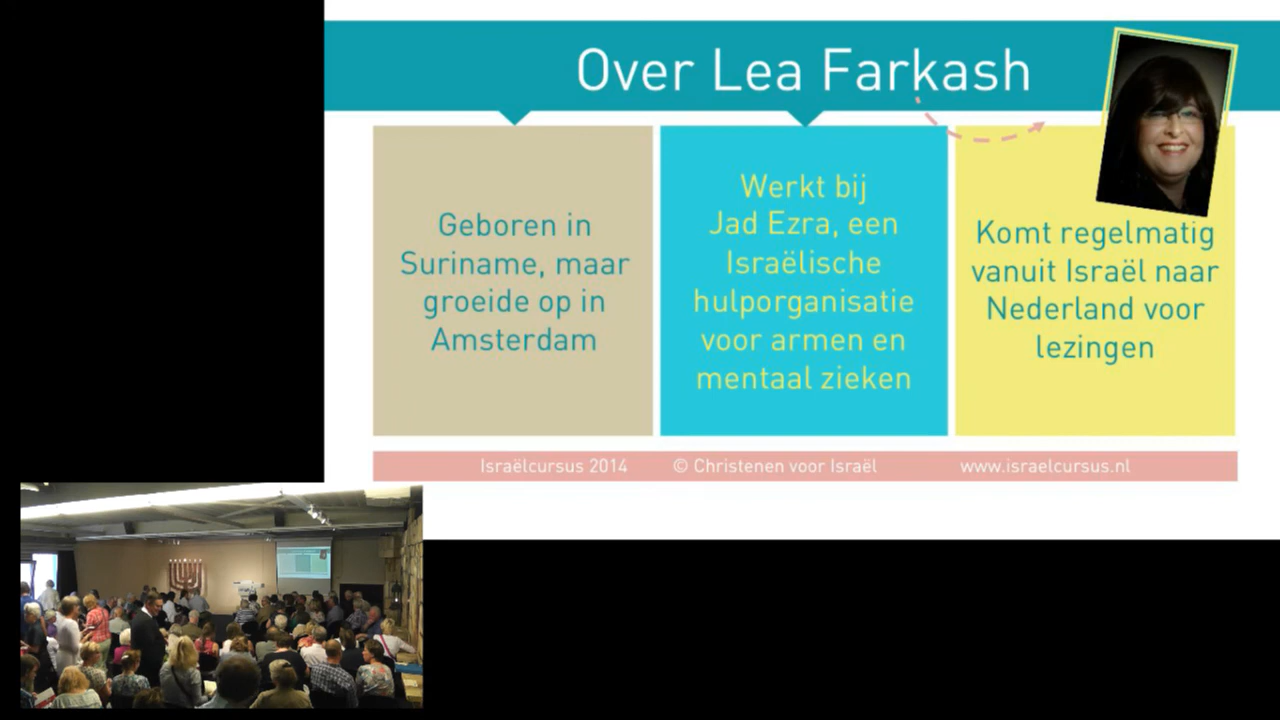 Over Lea Farkash
Geboren in
Suriname, maar
groeide op in
Amsterdam
Werkt bij
Jad Ezra, een
Israëlische
hulporganisatie
voor armen en
mentaal zieken
Komt regelmatig
vanuit Israël naar
Nederland voor
lezingen
Israëlcursus 2014 © Christenen voor Israël www.israelcursus.nl